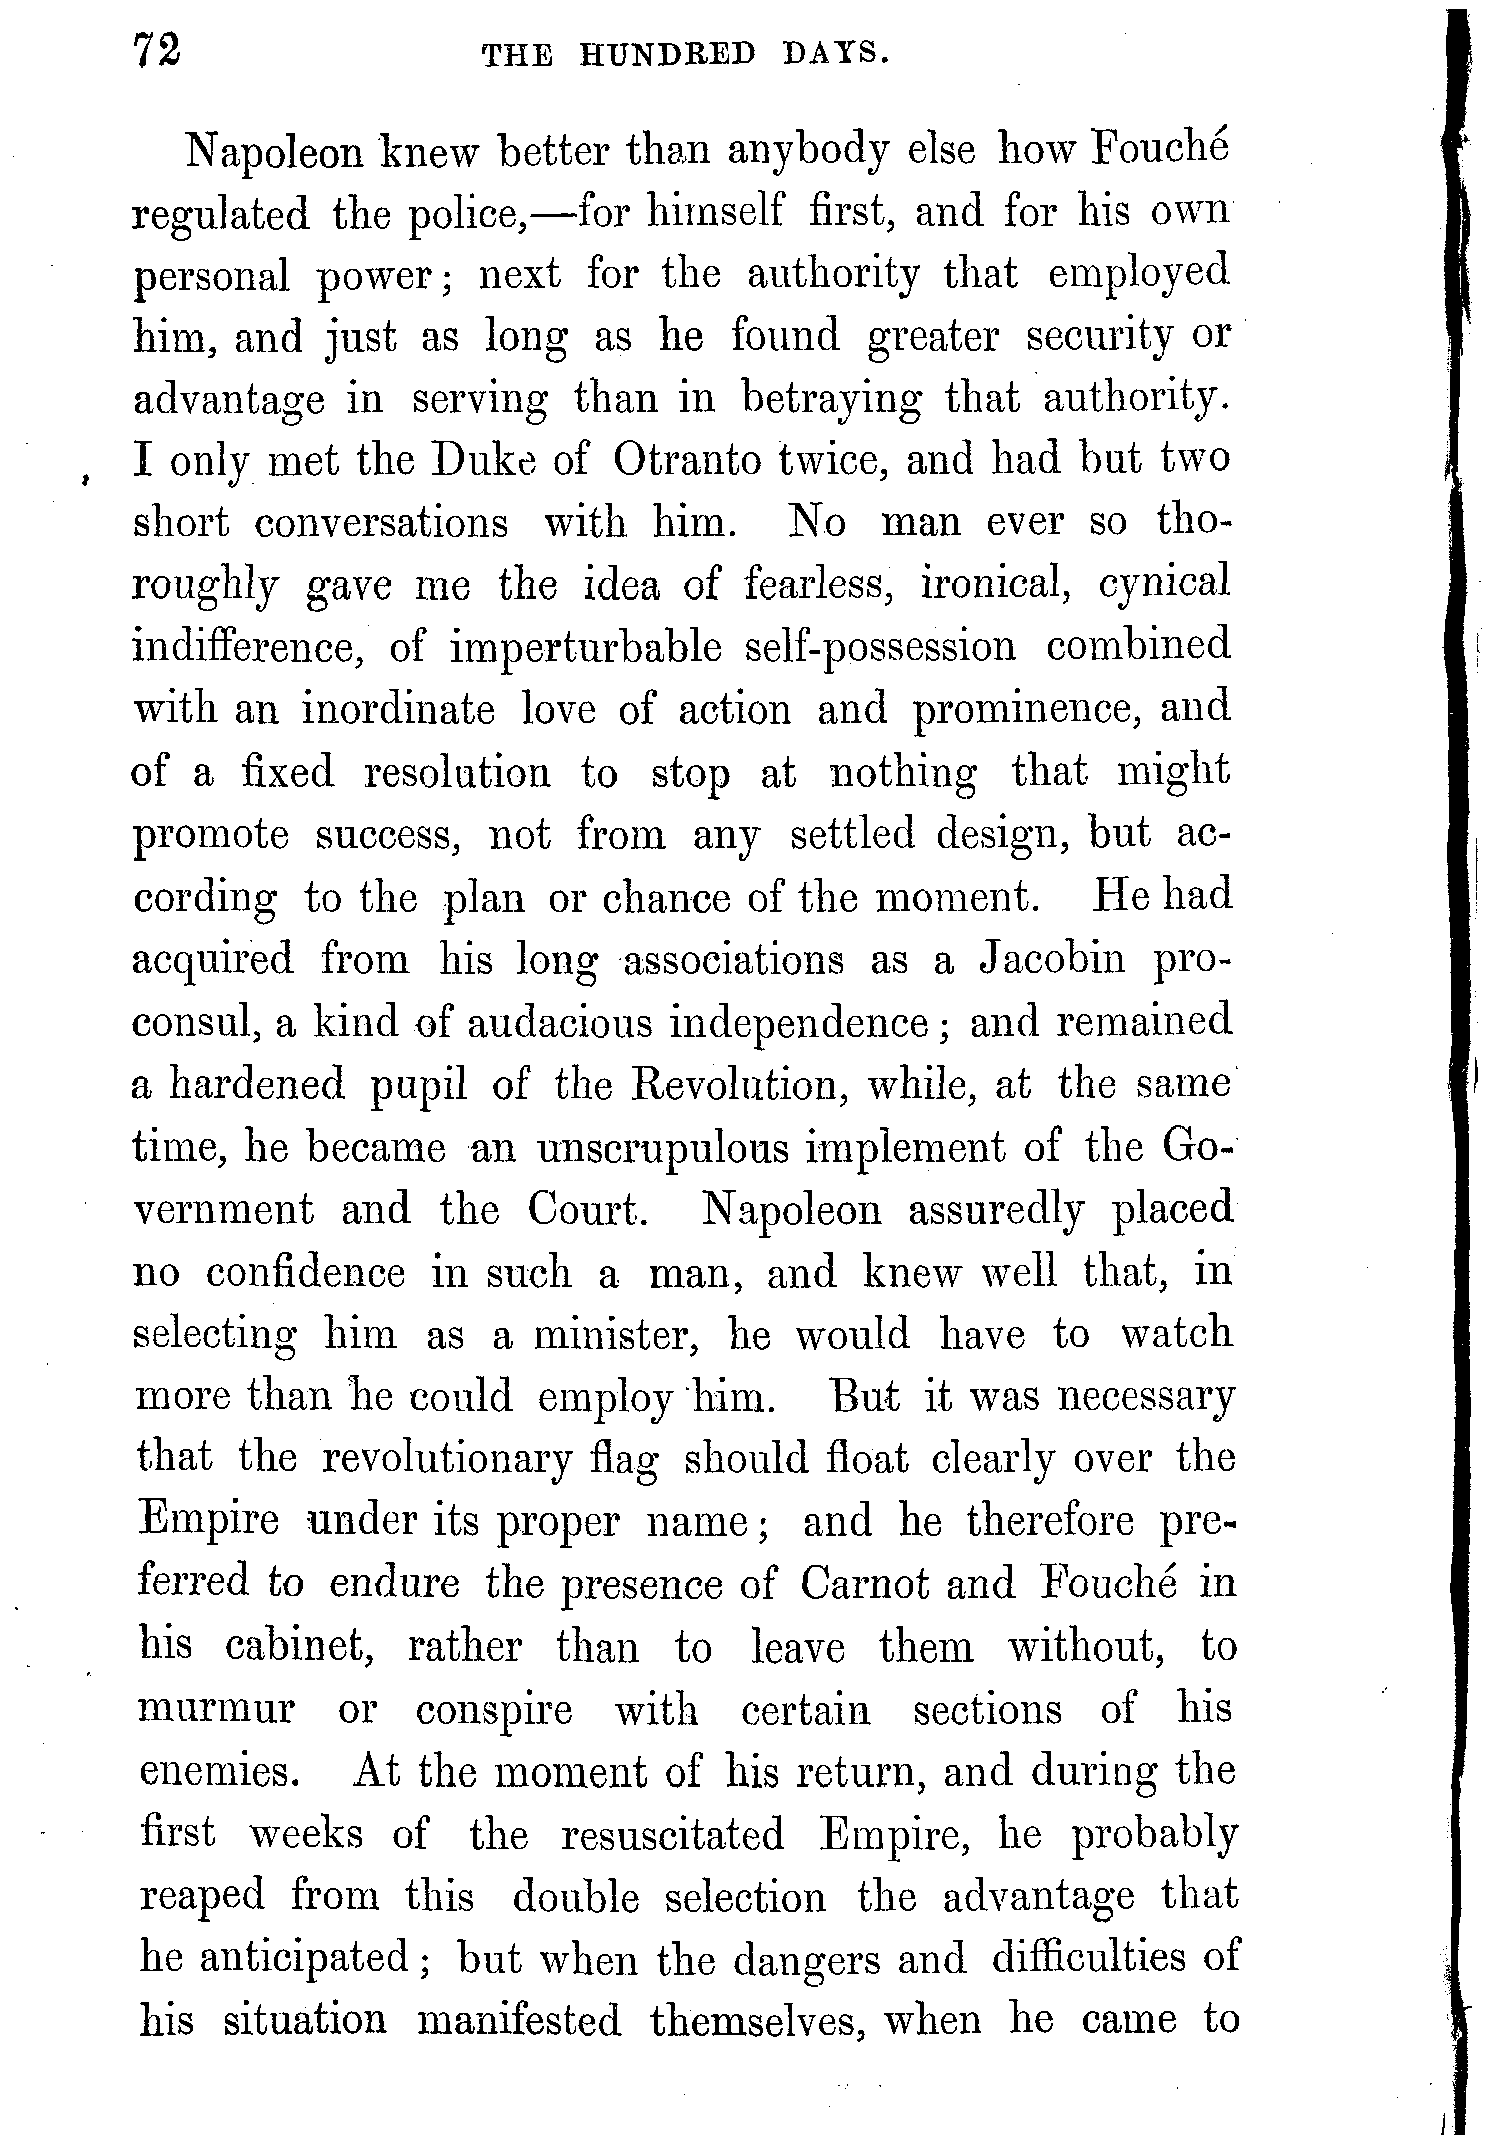 72 THE HUNDRED DAYS.
Napoleon knew better than anybody else how Fouché
regulated the police,—for himself first, and for his own
personal power; next for the authority that employed
him, and just as long as he found greater security or
advantage in serving than in betraying that authority.
I only met the Duke of Otranto twice, and had but two
short conversations with him. No man ever so tho-
roughly gave me the idea of fearless, ironical, cynical
indifference, of imperturbable self-possession combined
with an inordinate love of action and prominence, and
of a fixed resolution to stop at nothing that might
promote success, not from any settled design, but ac-
cording to the plan or chance of the moment. He had
acquired from his long associations as a Jacobin pro-
consul, a kind of audacious independence; and remained
a hardened pupil of the Revolution, while, at the same
time, he became an unscrupulous implement of the Go-
vernment and the Court. Napoleon assuredly placed
no confidence in such a man, and knew well that, in
selecting him as a minister, he would have to watch
more than he could employ him. But it was necessary
that the revolutionary flag should float clearly over the
Empire under its proper name; and he therefore pre-
ferred to endure the presence of Carnot and Fouché in
his cabinet, rather than to leave them without, to
murmur or conspire with certain sections of his
enemies. At the moment of his return, and during the
first weeks of the resuscitated Empire, he probably
reaped from this double selection the advantage that
he anticipated; but when the dangers and difficulties of
his situation manifested themselves, when he came to